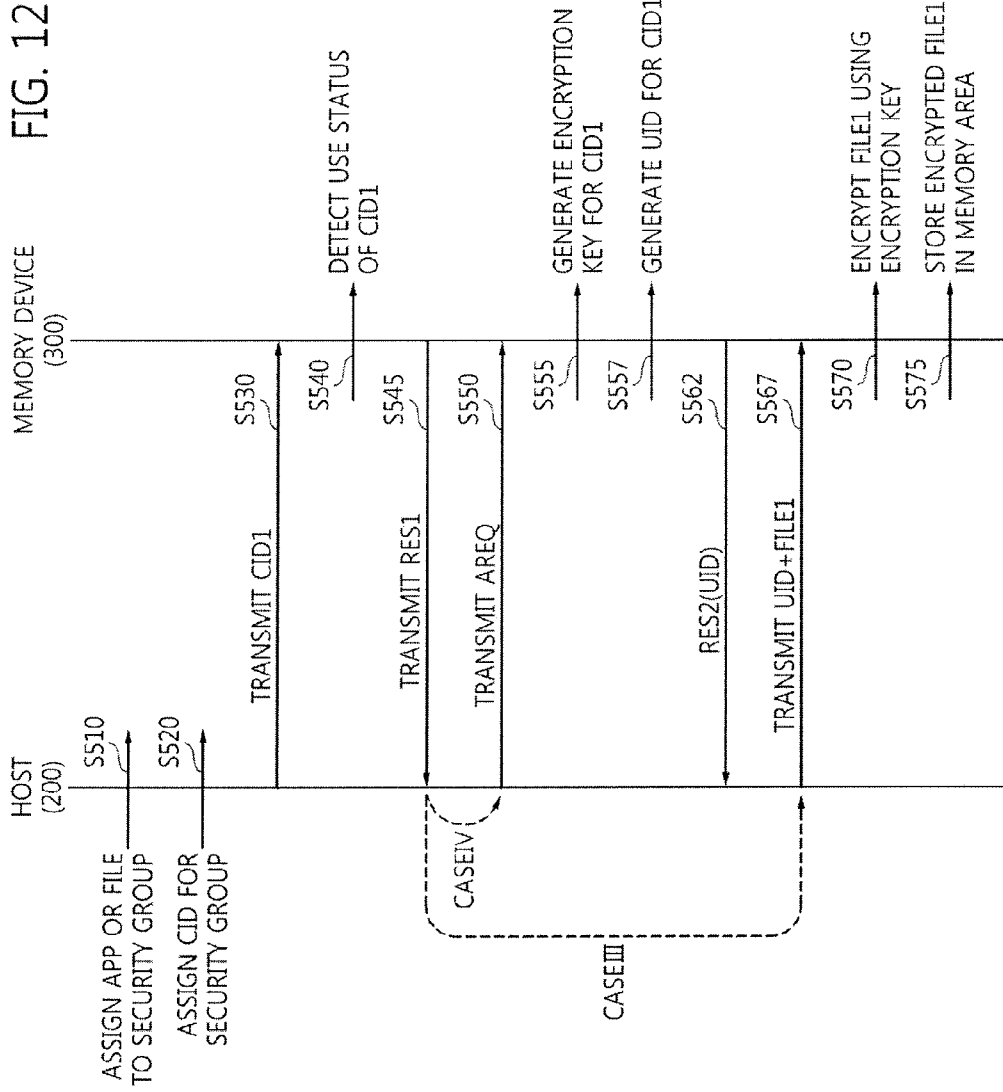 FIG. 12
HOST
(200)
MEMORY DEVICE
(300)
ASSIGN APP OR FILE
TO SECURITY GROUP
S510
ASSIGN CID FOR
SECURITY GROUP
S520
TRANSMIT CID1
S530
S540
DETECT USE STATUS
OF CID1
TRANSMIT RES1
S545
CASEIV
TRANSMIT AREQ
S550
S555
GENERATE ENCRYPTION
KEY FOR CID1
S557
GENERATE UID FOR CID1
CASEIII
RES2(UID)
S562
TRANSMIT UID+FILE1
S567
S570
ENCRYPT FILE1 USING
ENCRYPTION KEY
S575
STORE ENCRYPTED FILE1
IN MEMORY AREA